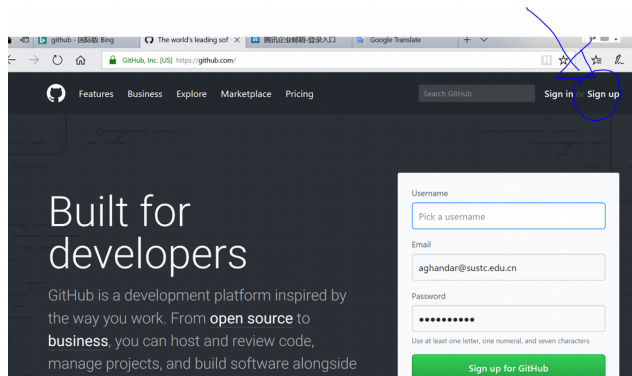 github - 国际版 Bing
The world's leading sof
腾讯企业邮箱-登录入口
Google Translate
GitHub, Inc. [US] https://github.com/
Features Business Explore Marketplace Pricing
Search GitHub
Sign in or Sign up
Built for
developers
GitHub is a development platform inspired by
the way you work. From open source to
business, you can host and review code,
manage projects, and build software alongside
Username
Pick a username
Email
aghandar@sustc.edu.cn
Password
Use at least one letter, one numeral, and seven characters.
Sign up for GitHub